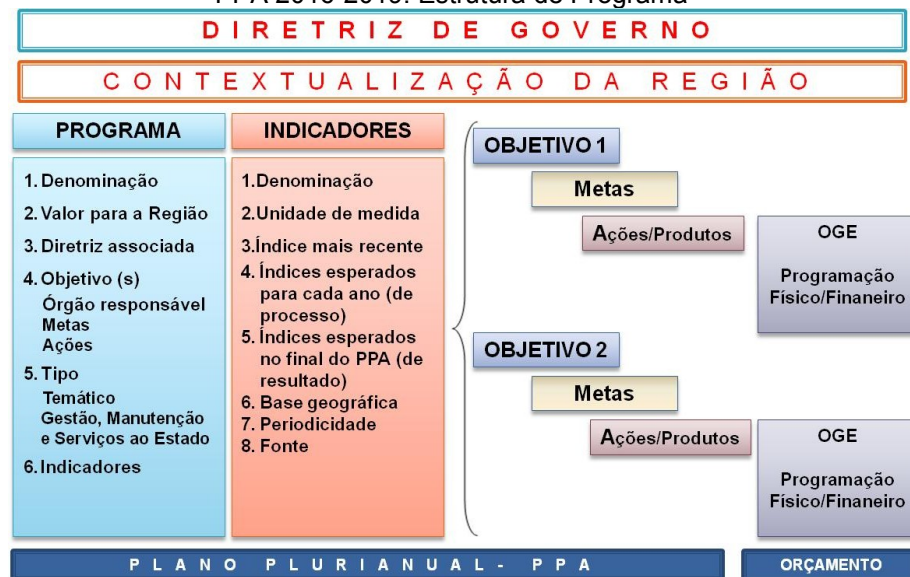 DIRETRIZ DE GOVERNO
CONTEXTUALIZAÇÃO DA REGIÃO
PROGRAMA
1. Denominação
2. Valor para a Região
3. Diretriz associada
4. Objetivo (s)
Órgão responsável
Metas
Ações
5. Tipo
Temático
Gestão, Manutenção
e Serviços ao Estado
6. Indicadores
INDICADORES
1.Denominação
2.Unidade de medida
3.Índice mais recente
4. Índices esperados
para cada ano (de
processo)
5. Índices esperados
no final do PPA (de
resultado)
6. Base geográfica
7. Periodicidade
8. Fonte
OBJETIVO 1
Metas
Ações/Produtos
OGE
Programação
Físico/Finaneiro
OBJETIVO 2
Metas
Ações/Produtos
OGE
Programação
Físico/Finaneiro
PLANO PLURIANUAL- PPA
ORÇAMENTO